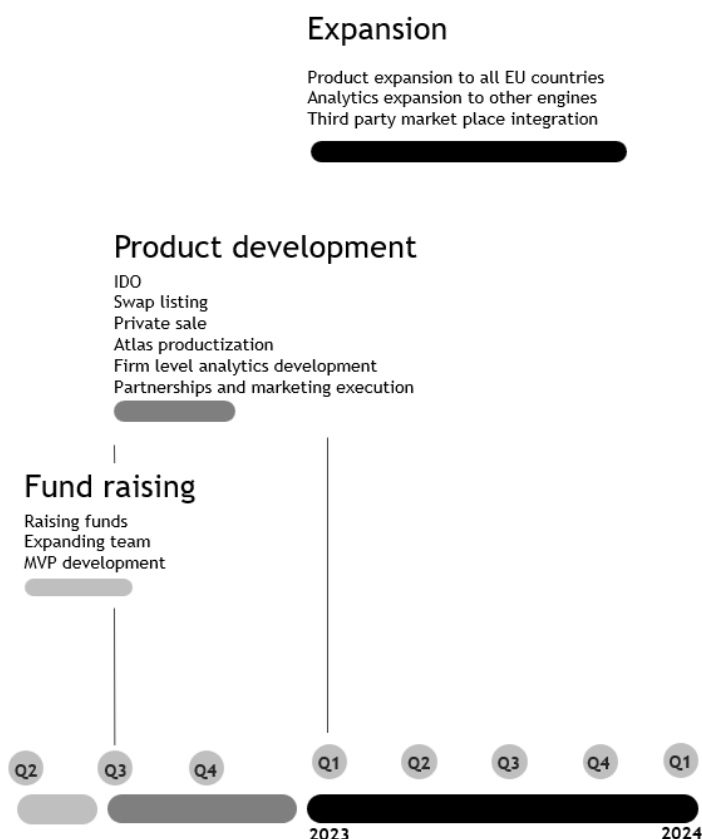 Expansion
Product expansion to all EU countries
Analytics expansion to other engines
Third party market place integration
Product development
IDO
Swap listing
Private sale
Atlas productization
Firm level analytics development
Partnerships and marketing execution
Fund raising
Raising funds
Expanding team
MVP development
Q2 Q3 Q4 Q1 Q2 Q3 Q4 Q1
2023 2024